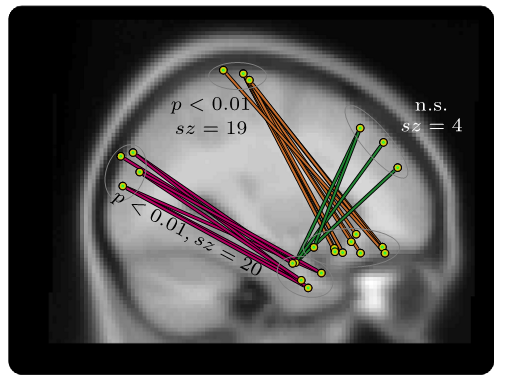 p < 0.01
sz = 19
n.s.
sz = 4
p < 0.01, sz = 20